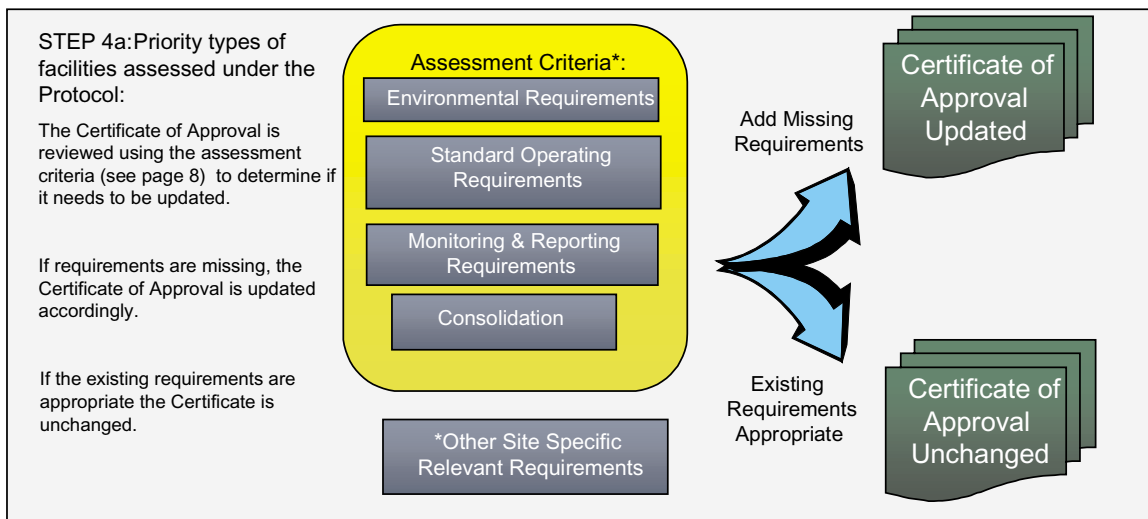 STEP 4a:Priority types of
facilities assessed under the
Protocol:
The Certificate of Approval is
reviewed using the assessment
criteria (see page 8)  to determine if
it needs to be updated.
If requirements are missing, the
Certificate of Approval is updated
accordingly.
If the existing requirements are
appropriate the Certificate is
unchanged.
Assessment Criteria*:
Environmental Requirements
Standard Operating
Requirements
Monitoring & Reporting
Requirements
Consolidation
*Other Site Specific
Relevant Requirements
Add Missing
Requirements
Existing
Requirements
Appropriate
Certificate of
Approval
Updated
Certificate of
Approval
Unchanged